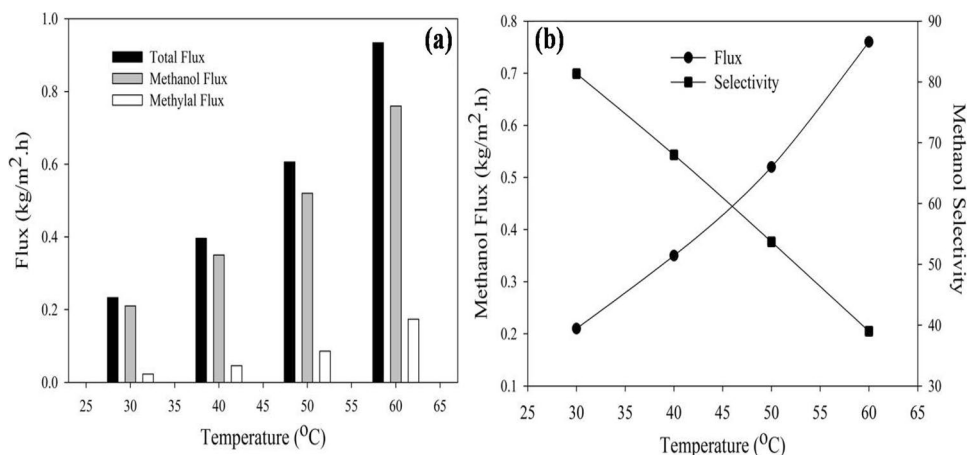 (a)
Total Flux
Methanol Flux
Methylal Flux
Flux (kg/m².h)
1.0
0.8
0.6
0.4
0.2
0.0
25 30 35 40 45 50 55 60 65
Temperature (⁰C)
(b)
Flux
Selectivity
Methanol Flux (kg/m².h)
0.8
0.7
0.6
0.5
0.4
0.3
0.2
0.1
90
80
70
60
50
40
30
Methanol Selectivity
25 30 35 40 45 50 55 60 65
Temperature (⁰C)